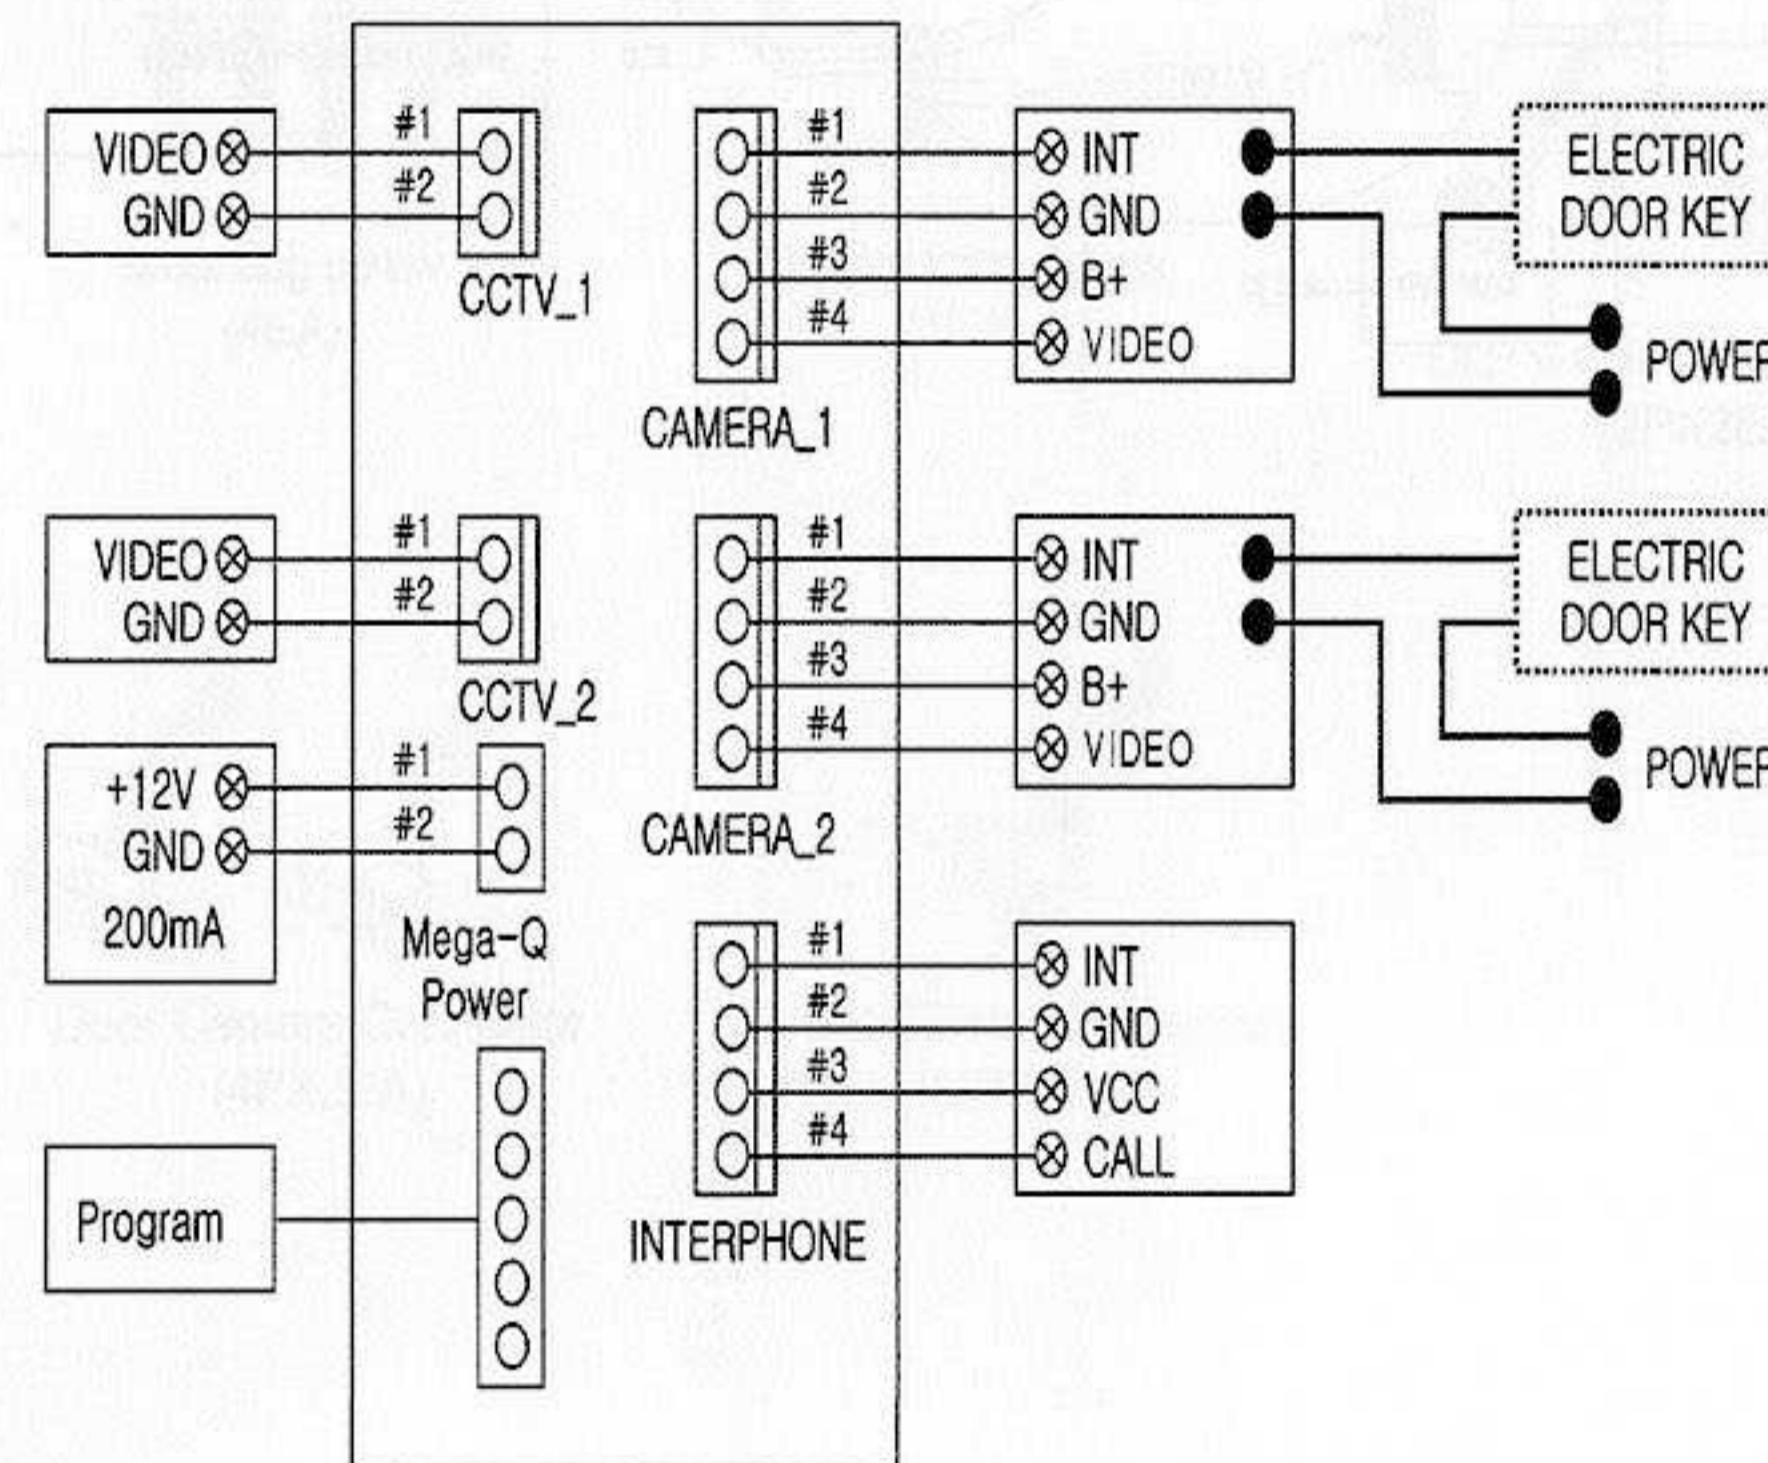 VIDEO
GND
#1
#2
CCTV_1
#1
#2
#3
#4
CAMERA_1
INT
GND
B+
VIDEO
ELECTRIC
DOOR KEY
POWER
VIDEO
GND
#1
#2
CCTV_2
#1
#2
#3
#4
CAMERA_2
INT
GND
B+
VIDEO
ELECTRIC
DOOR KEY
POWER
+12V
GND
200mA
#1
#2
Mega-Q
Power
#1
#2
#3
#4
INTERPHONE
INT
GND
VCC
CALL
Program